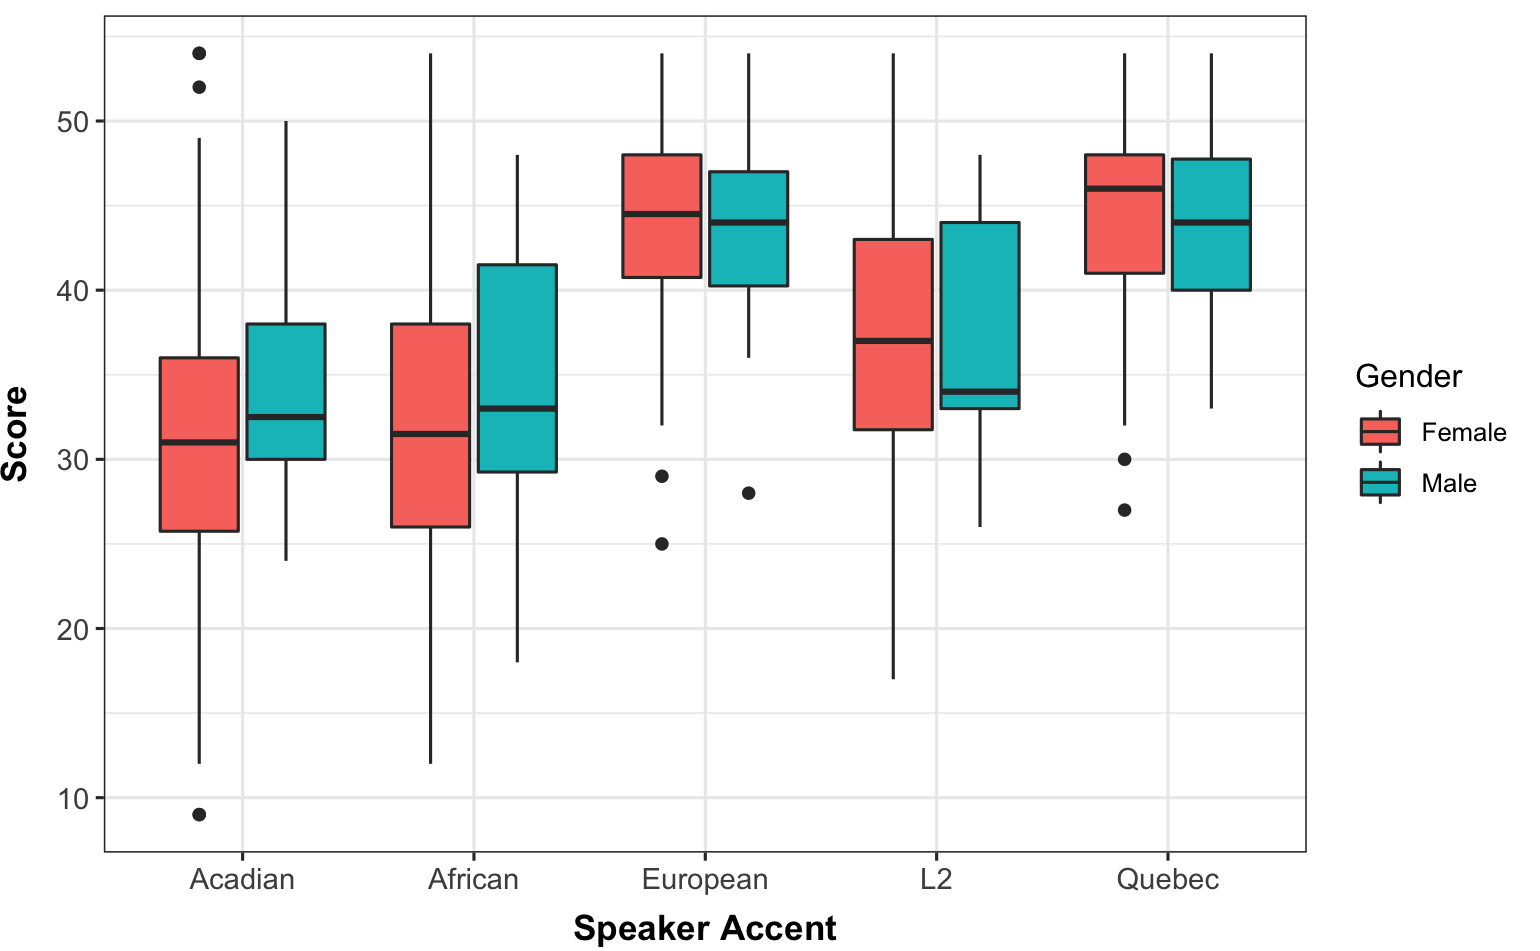 50
40
30
20
10
Score
Acadian African European L2 Quebec
Speaker Accent
Gender
Female
Male